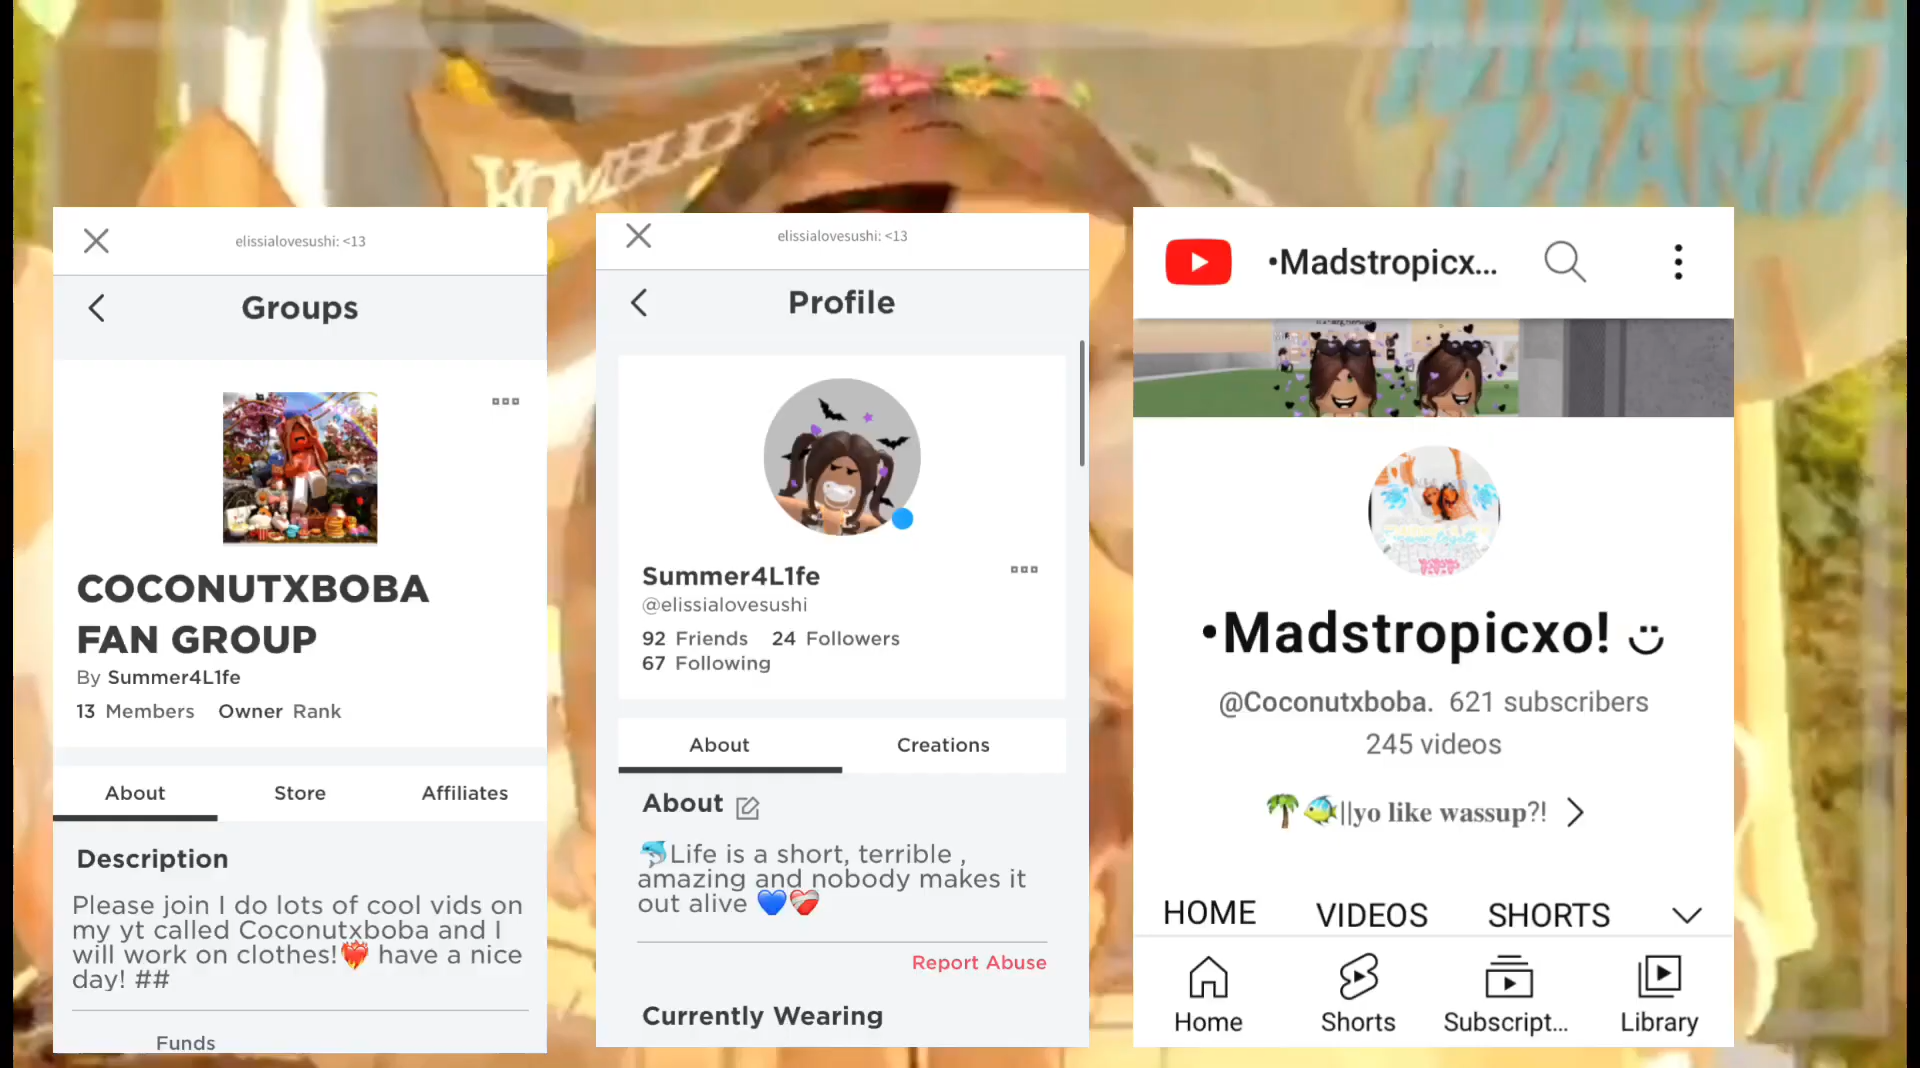 KOMBUCHA
MATCHA
MAMA
elissialovesushi: <13
Groups
COCONUTXBOBA
FAN GROUP
By Summer4L1fe
13 Members Owner Rank
About Store Affiliates
Description
Please join I do lots of cool vids on
my yt called Coconutxboba and I
will work on clothes!❤️‍🔥 have a nice
day! ##
Funds
elissialovesushi: <13
Profile
Summer4L1fe
@elissialovesushi
92 Friends 24 Followers
67 Following
About Creations
About
🐬Life is a short, terrible ,
amazing and nobody makes it
out alive 💙❤️‍🩹
Report Abuse
Currently Wearing
•Madstropicx...
•Madstropicxo! ü
@Coconutxboba. 621 subscribers
245 videos
🌴🐠||𝐲𝐨 𝐥𝐢𝐤𝐞 𝐰𝐚𝐬𝐬𝐮𝐩?!
HOME VIDEOS SHORTS
Home Shorts Subscript... Library